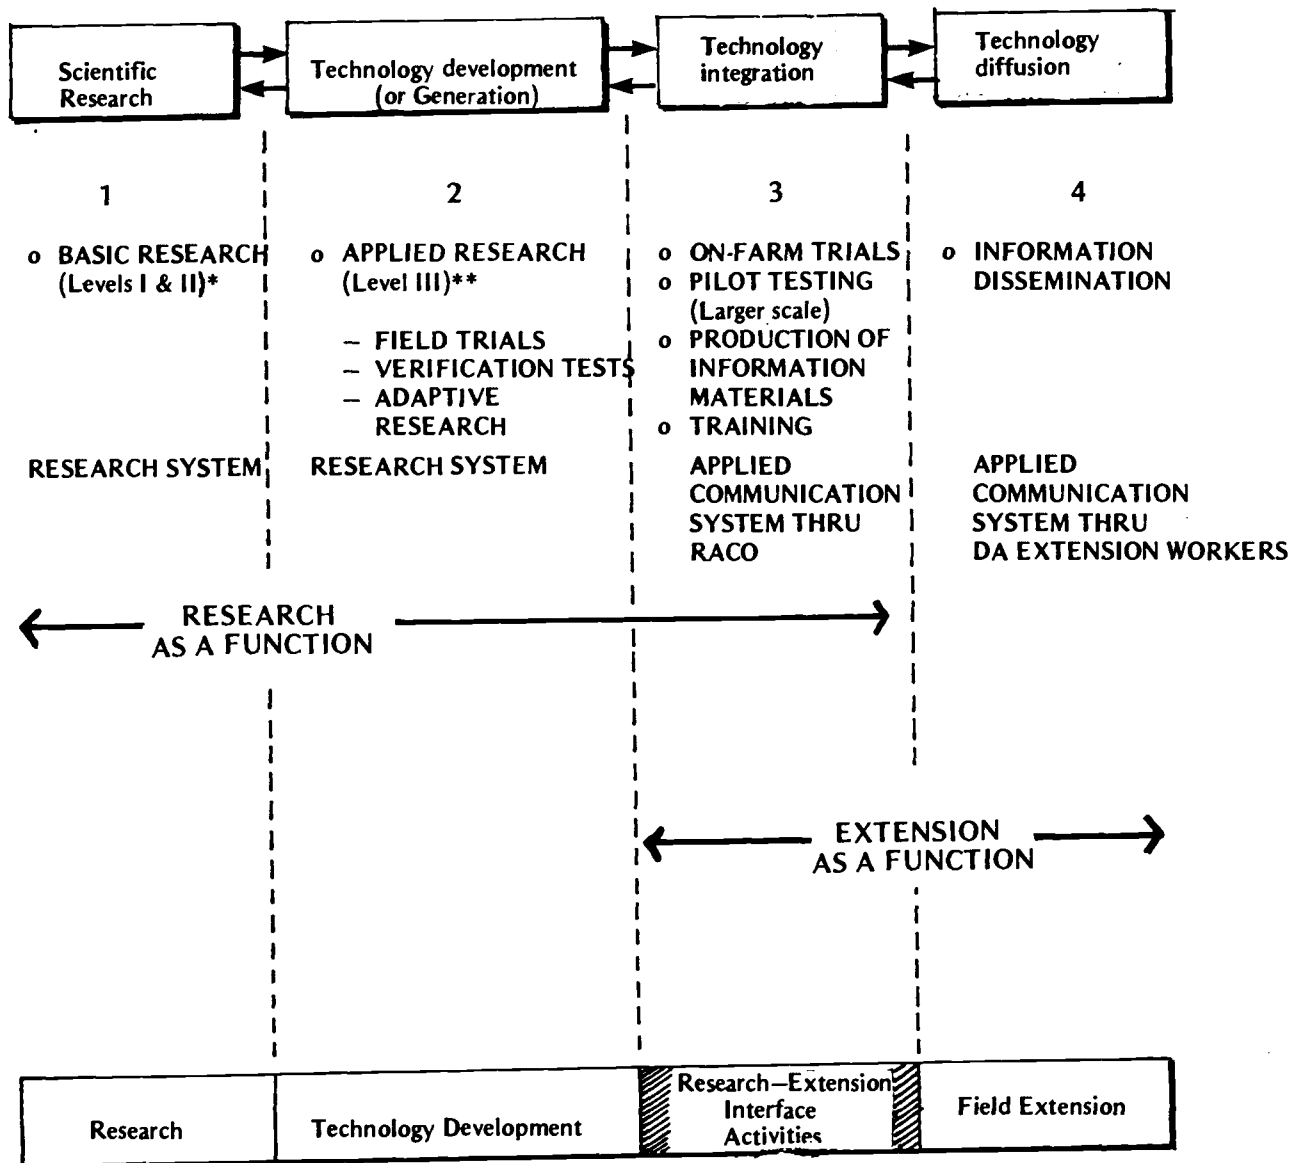 Scientific
Research
Technology development
(or Generation)
Technology
integration
Technology
diffusion
1
2
3
4
o BASIC RESEARCH
(Levels I & II)*
o APPLIED RESEARCH
(Level III)**
– FIELD TRIALS
– VERIFICATION TESTS
– ADAPTIVE
RESEARCH
o ON-FARM TRIALS
o PILOT TESTING
(Larger scale)
o PRODUCTION OF
INFORMATION
MATERIALS
o TRAINING
o INFORMATION
DISSEMINATION
RESEARCH SYSTEM
RESEARCH SYSTEM
APPLIED
COMMUNICATION
SYSTEM THRU
RACO
APPLIED
COMMUNICATION
SYSTEM THRU
DA EXTENSION WORKERS
RESEARCH
AS A FUNCTION
EXTENSION
AS A FUNCTION
Research
Technology Development
Research–Extension
Interface
Activities
Field Extension